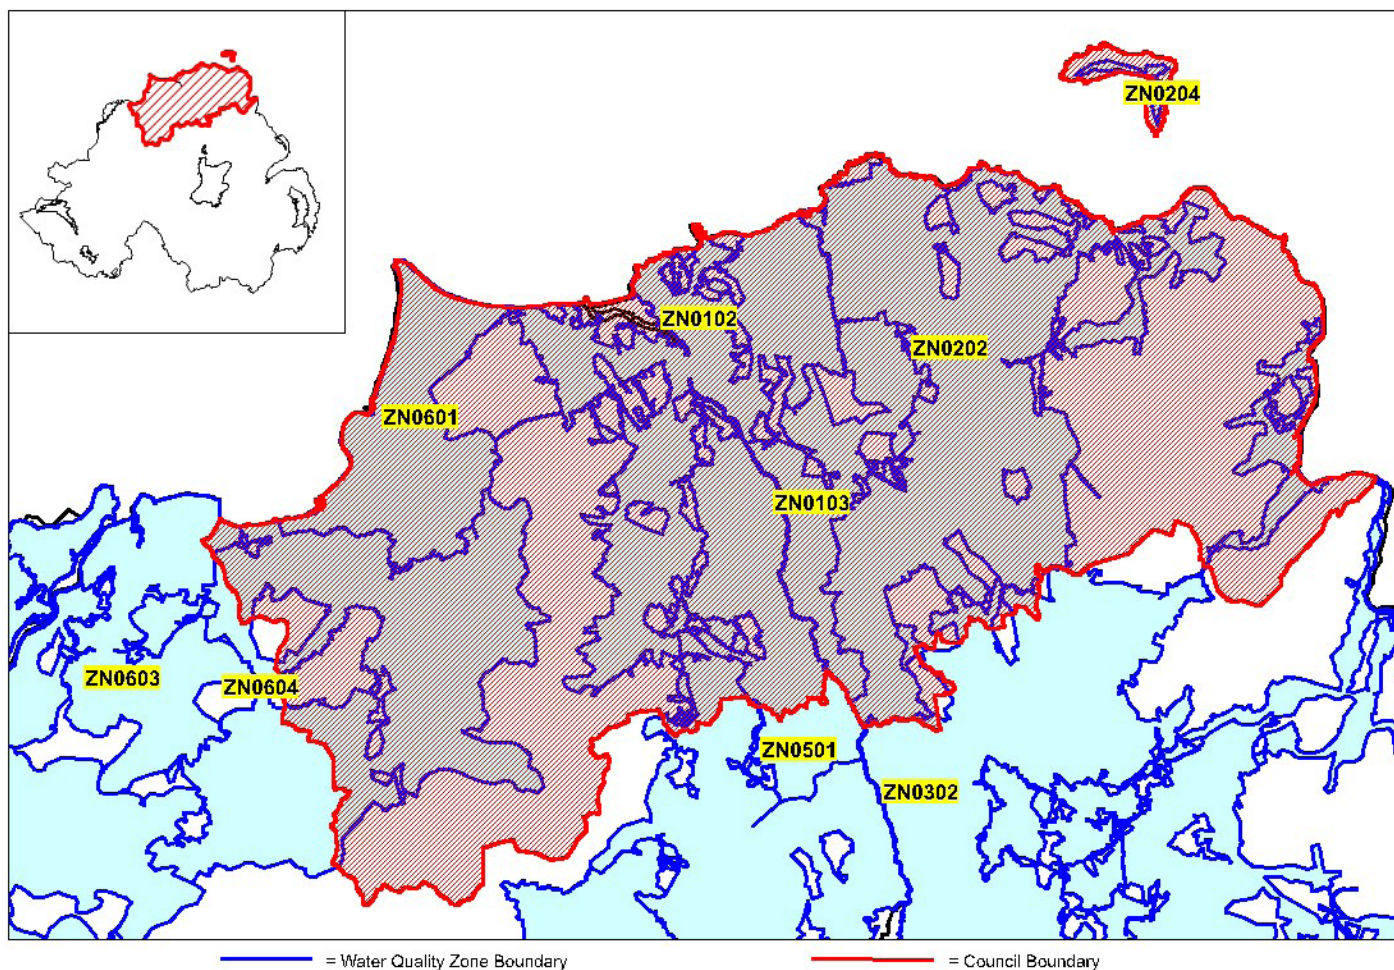 ZN0204
ZN0102
ZN0202
ZN0601
ZN0103
ZN0603
ZN0604
ZN0501
ZN0302
= Water Quality Zone Boundary
= Council Boundary